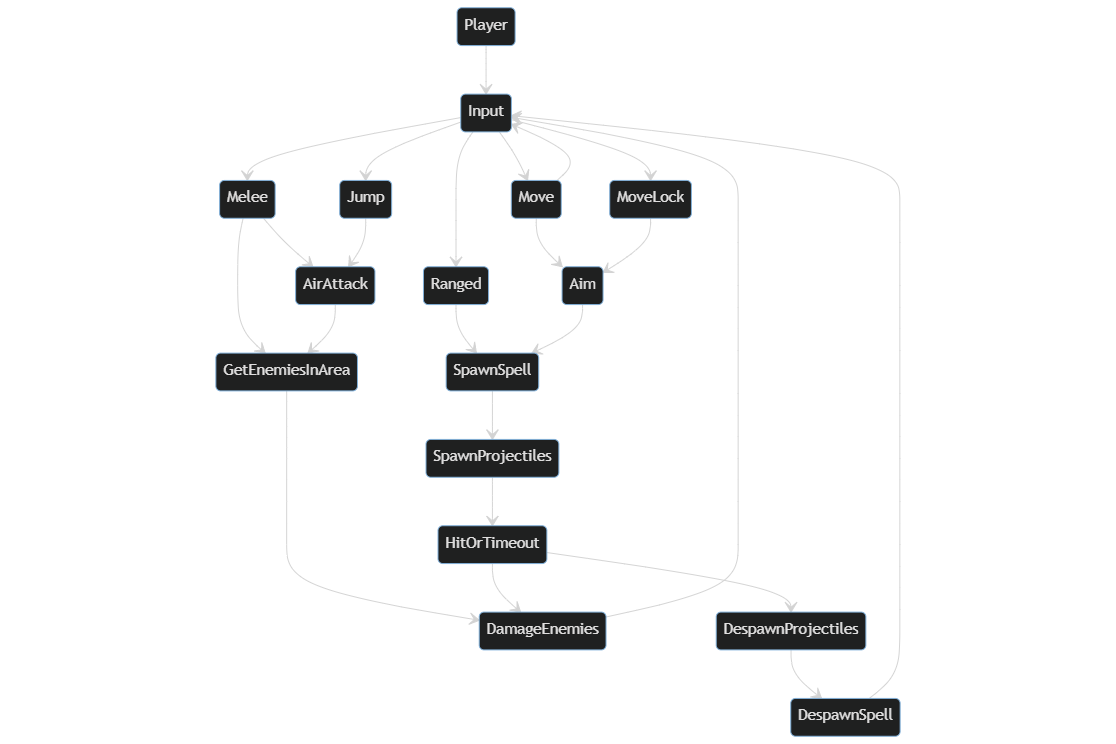 Player
Input
Melee
Jump
Move
MoveLock
AirAttack
Ranged
Aim
GetEnemiesInArea
SpawnSpell
SpawnProjectiles
HitOrTimeout
DamageEnemies
DespawnProjectiles
DespawnSpell